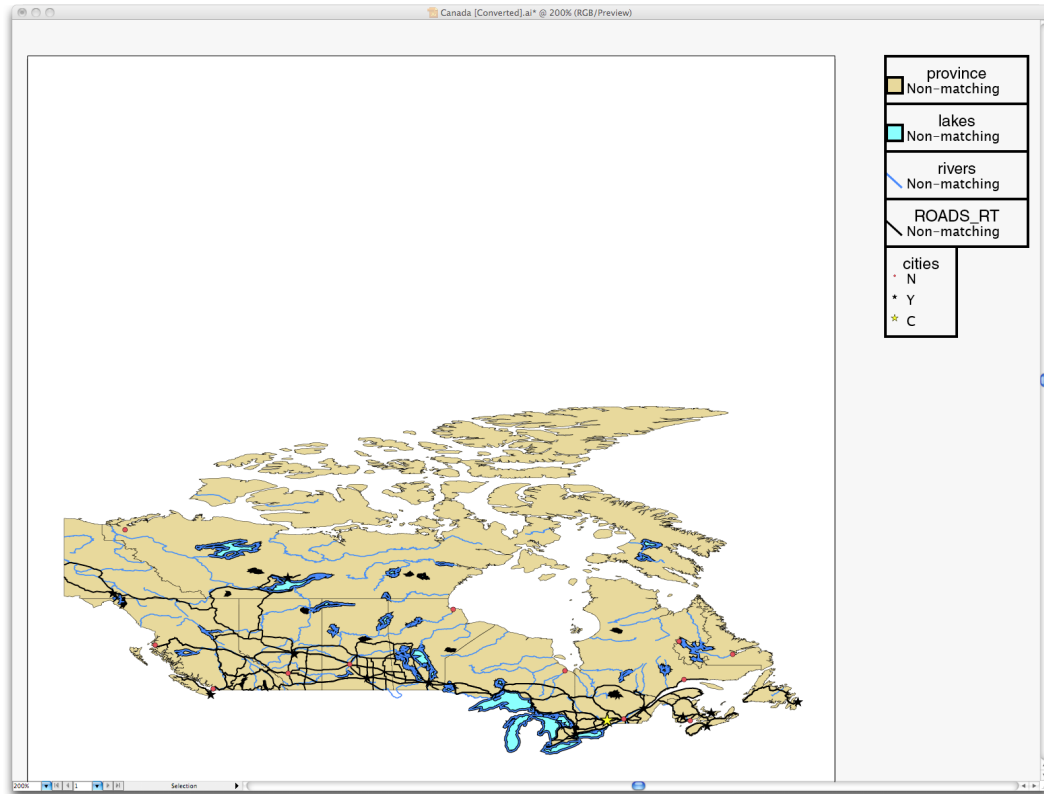 Canada [Converted].ai* @ 200% (RGB/Preview)
province
Non-matching
lakes
Non-matching
rivers
Non-matching
ROADS_RT
Non-matching
cities
N
Y
C
200%
1
Selection